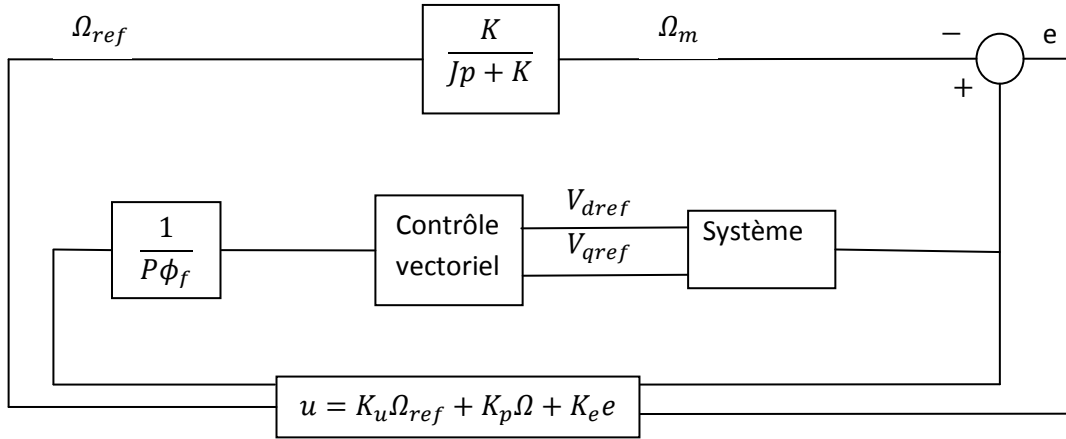 Ω_ref
K
Jp + K
Ω_m
−
e
+
1
Pϕ_f
Contrôle
vectoriel
V_dref
V_qref
Système
u = K_u Ω_ref + K_p Ω + K_e e